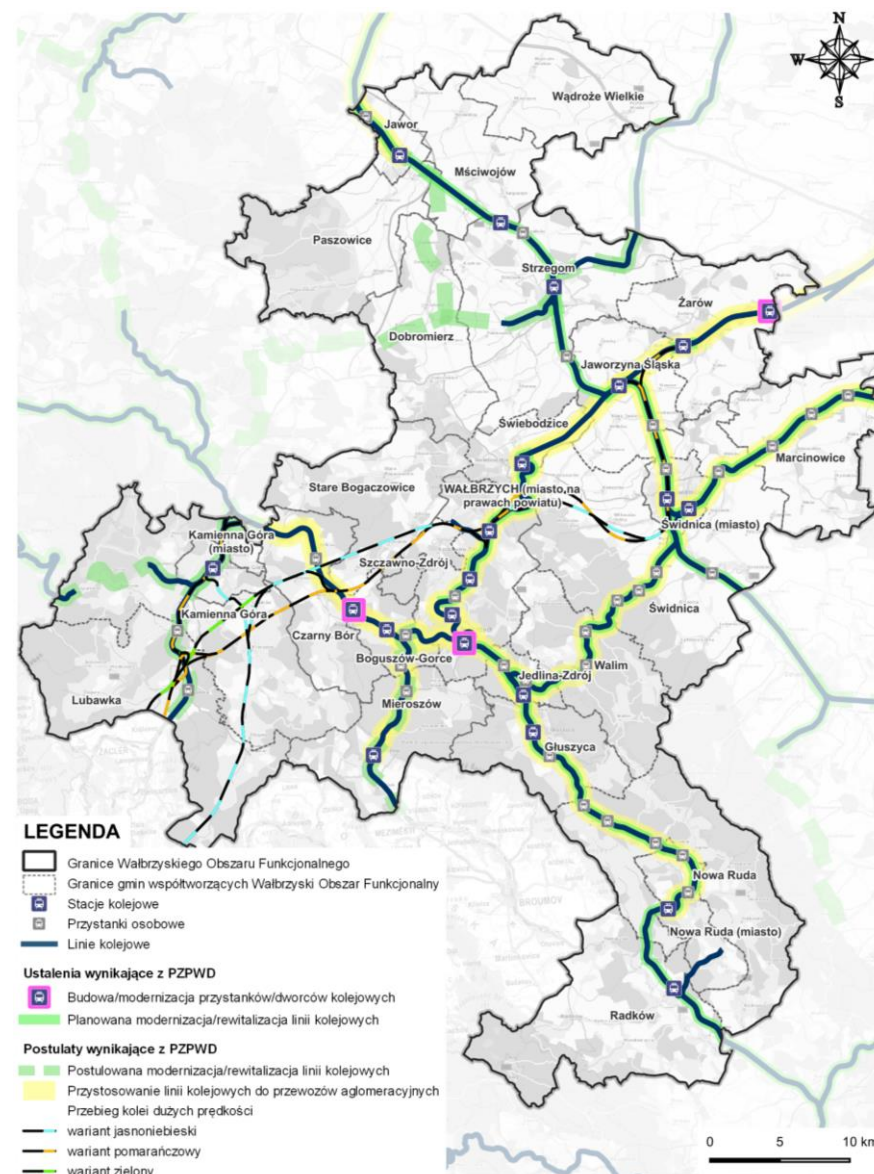 N
W
E
S
Wądroże Wielkie
Jawor
Mściwojów
Paszowice
Strzegom
Żarów
Dobromierz
Jaworzyna Śląska
Świebodzice
Marcinowice
Stare Bogaczowice
WAŁBRZYCH (miasto na
prawach powiatu)
Świdnica (miasto)
Kamienna Góra
(miasto)
Szczawno-Zdrój
Kamienna Góra
Czarny Bór
Świdnica
Boguszów-Gorce
Walim
Jedlina-Zdrój
Lubawka
Mieroszów
Głuszyca
Nowa Ruda
Nowa Ruda (miasto)
Radków
BROUMOV
LEGENDA
Granice Wałbrzyskiego Obszaru Funkcjonalnego
Granice gmin współtworzących Wałbrzyski Obszar Funkcjonalny
Stacje kolejowe
Przystanki osobowe
Linie kolejowe
Ustalenia wynikające z PZPWD
Budowa/modernizacja przystanków/dworców kolejowych
Planowana modernizacja/rewitalizacja linii kolejowych
Postulaty wynikające z PZPWD
Postulowana modernizacja/rewitalizacja linii kolejowych
Przystosowanie linii kolejowych do przewozów aglomeracyjnych
Przebieg kolei dużych prędkości
wariant jasnoniebieski
wariant pomarańczowy
wariant zielony
0 5 10 km